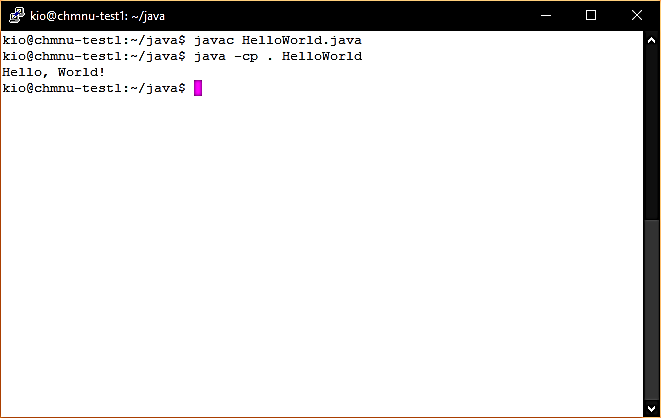 kio@chmnu-test1: ~/java
kio@chmnu-test1:~/java$ javac HelloWorld.java
kio@chmnu-test1:~/java$ java -cp . HelloWorld
Hello, World!
kio@chmnu-test1:~/java$